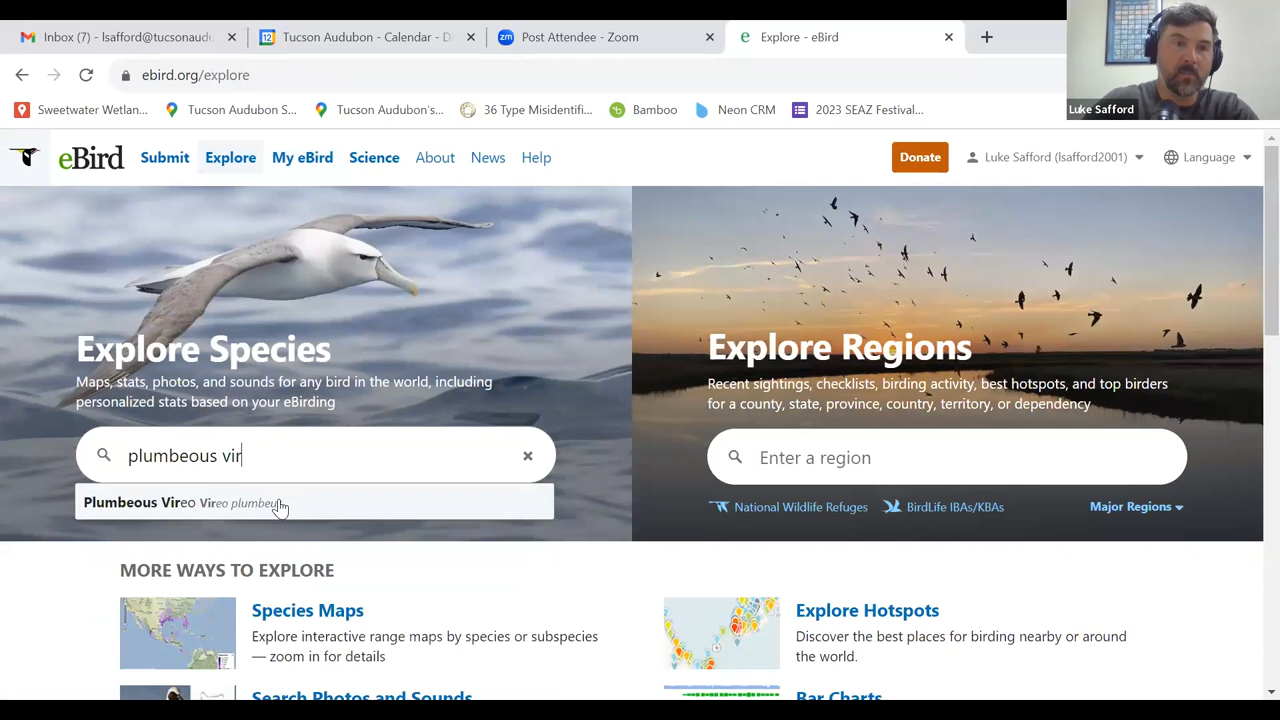 Inbox (7) - lsafford@tucsonaud
Tucson Audubon - Calendar - D
Post Attendee - Zoom
Explore - eBird
ebird.org/explore
Luke Safford
Sweetwater Wetlan...
Tucson Audubon S...
Tucson Audubon's...
36 Type Misidentifi...
Bamboo
Neon CRM
2023 SEAZ Festival...
eBird
Submit
Explore
My eBird
Science
About
News
Help
Donate
Luke Safford (lsafford2001)
Language
Explore Species
Maps, stats, photos, and sounds for any bird in the world, including
personalized stats based on your eBirding
plumbeous vir
Plumbeous Vireo Vireo plumbeus
Explore Regions
Recent sightings, checklists, birding activity, best hotspots, and top birders
for a county, state, province, country, territory, or dependency
Enter a region
National Wildlife Refuges
BirdLife IBAs/KBAs
Major Regions
MORE WAYS TO EXPLORE
Species Maps
Explore interactive range maps by species or subspecies
— zoom in for details
Explore Hotspots
Discover the best places for birding nearby or around
the world.
Search Photos and Sounds
Bar Charts